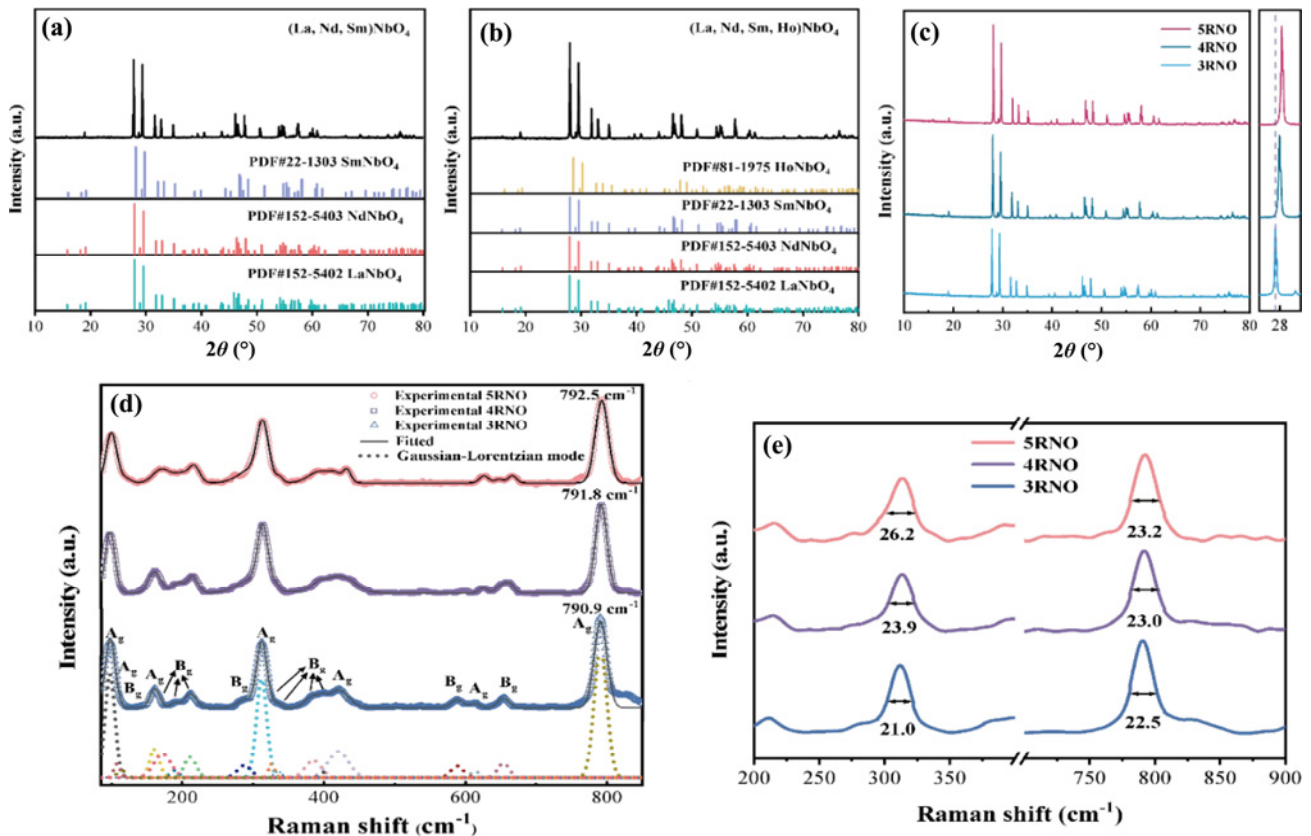 (a)
(La, Nd, Sm)NbO₄
PDF#22-1303 SmNbO₄
PDF#152-5403 NdNbO₄
PDF#152-5402 LaNbO₄
Intensity (a.u.)
10 20 30 40 50 60 70 80
2θ (°)
(b)
(La, Nd, Sm, Ho)NbO₄
PDF#81-1975 HoNbO₄
PDF#22-1303 SmNbO₄
PDF#152-5403 NdNbO₄
PDF#152-5402 LaNbO₄
Intensity (a.u.)
10 20 30 40 50 60 70 80
2θ (°)
(c)
5RNO
4RNO
3RNO
Intensity (a.u.)
10 20 30 40 50 60 70 80
28
2θ (°)
(d)
Experimental 5RNO
Experimental 4RNO
Experimental 3RNO
Fitted
Gaussian-Lorentzian mode
792.5 cm⁻¹
791.8 cm⁻¹
790.9 cm⁻¹
Ag Ag Bg Ag Bg Bg Ag Bg Ag Bg Ag Bg Ag
Intensity (a.u.)
200 400 600 800
Raman shift (cm⁻¹)
(e)
5RNO
4RNO
3RNO
26.2 23.2
23.9 23.0
21.0 22.5
Intensity (a.u.)
200 250 300 350 750 800 850 900
Raman shift (cm⁻¹)